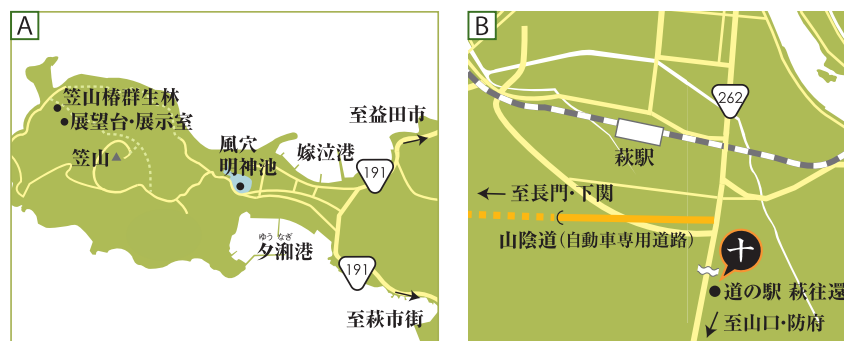 A
笠山椿群生林
展望台・展示室
笠山
風穴
明神池
嫁泣港
至益田市
191
ゆう なぎ
夕凪港
191
至萩市街
B
262
萩駅
至長門・下関
山陰道(自動車専用道路)
十
道の駅 萩往還
至山口・防府